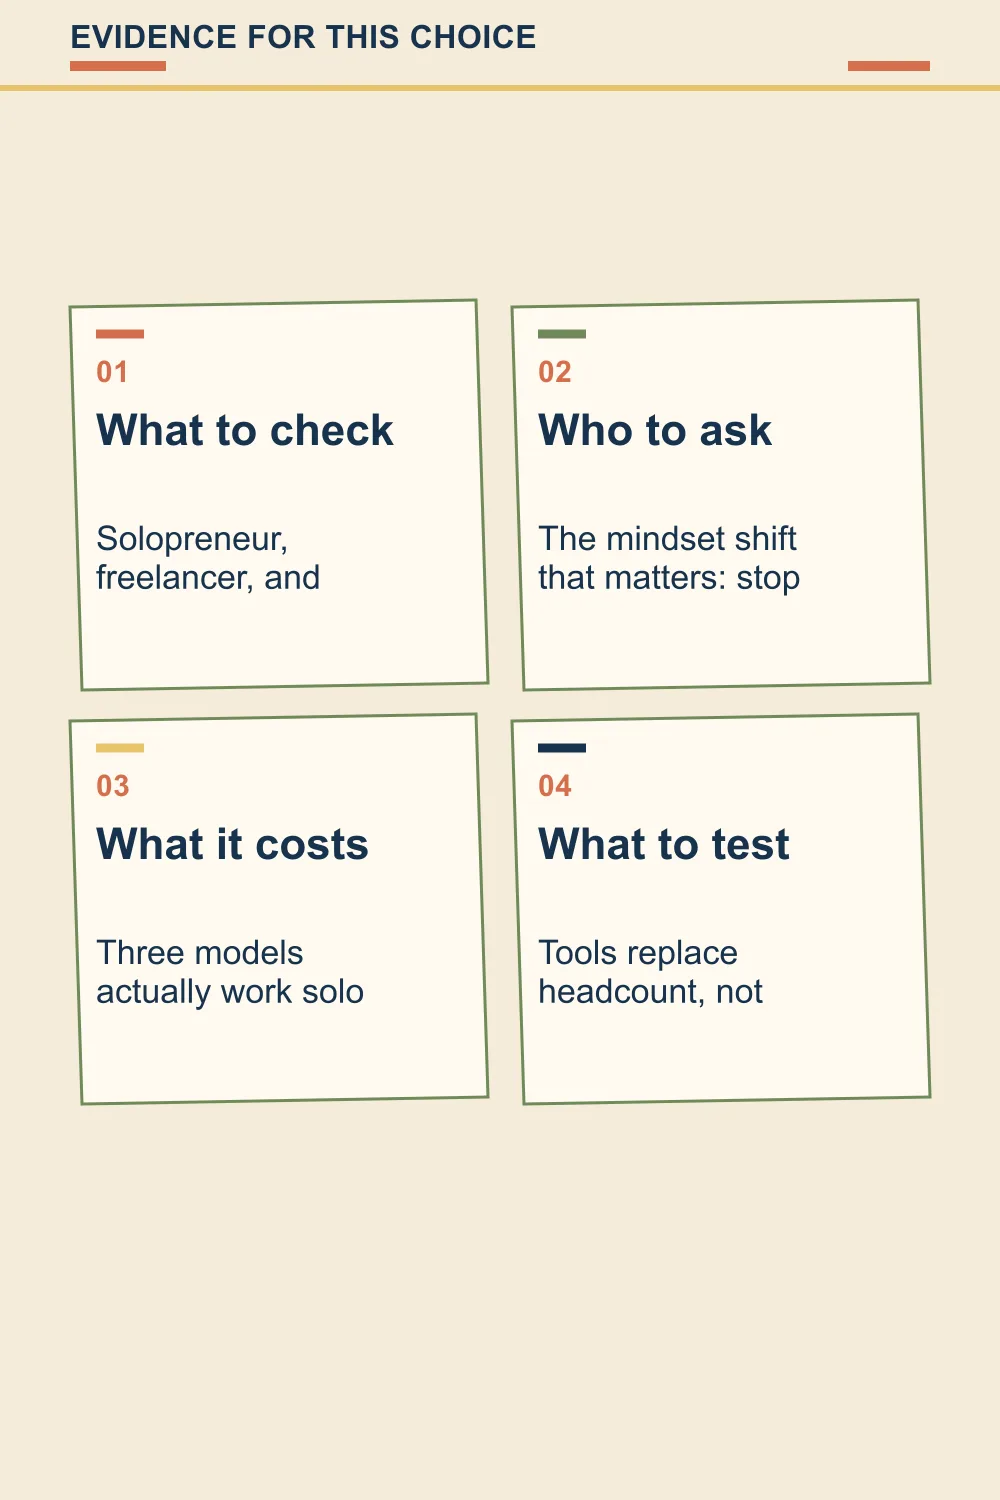 EVIDENCE FOR THIS CHOICE
01
What to check
Solopreneur,
freelancer, and
02
Who to ask
The mindset shift
that matters: stop
03
What it costs
Three models
actually work solo
04
What to test
Tools replace
headcount, not